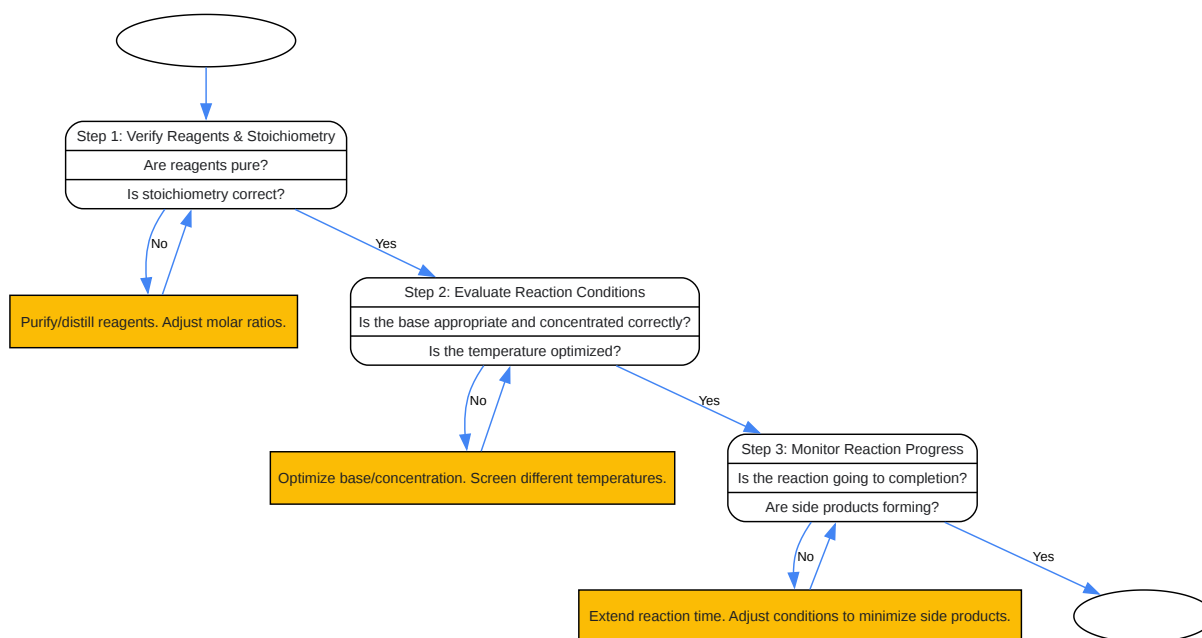 Step 1: Verify Reagents & Stoichiometry
Are reagents pure?
Is stoichiometry correct?
No
Yes
Purify/distill reagents. Adjust molar ratios.
Step 2: Evaluate Reaction Conditions
Is the base appropriate and concentrated correctly?
Is the temperature optimized?
No
Yes
Optimize base/concentration. Screen different temperatures.
Step 3: Monitor Reaction Progress
Is the reaction going to completion?
Are side products forming?
No
Yes
Extend reaction time. Adjust conditions to minimize side products.